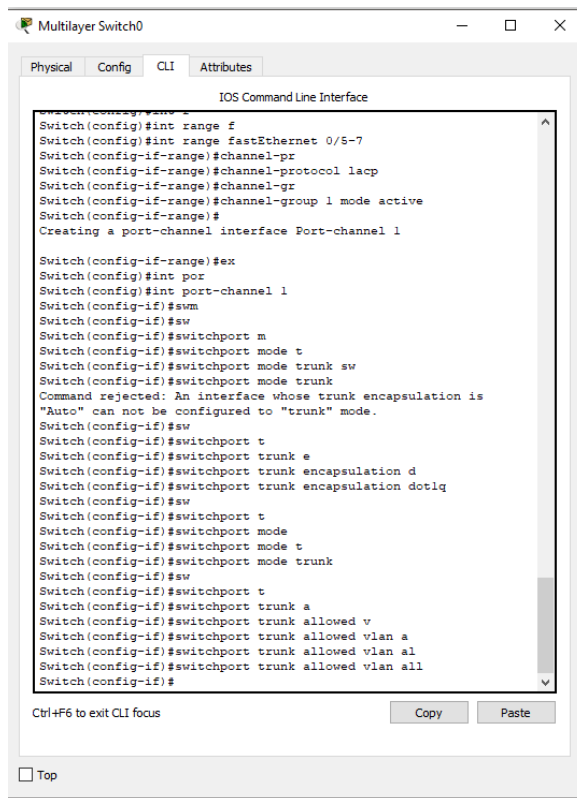 Multilayer Switch0
Physical Config CLI Attributes
IOS Command Line Interface
Switch(config)#int range f
Switch(config)#int range fastEthernet 0/5-7
Switch(config-if-range)#channel-pr
Switch(config-if-range)#channel-protocol lacp
Switch(config-if-range)#channel-gr
Switch(config-if-range)#channel-group 1 mode active
Switch(config-if-range)#
Creating a port-channel interface Port-channel 1
Switch(config-if-range)#ex
Switch(config)#int por
Switch(config)#int port-channel 1
Switch(config-if)#swm
Switch(config-if)#sw
Switch(config-if)#switchport m
Switch(config-if)#switchport mode t
Switch(config-if)#switchport mode trunk sw
Switch(config-if)#switchport mode trunk
Command rejected: An interface whose trunk encapsulation is
"Auto" can not be configured to "trunk" mode.
Switch(config-if)#sw
Switch(config-if)#switchport t
Switch(config-if)#switchport trunk e
Switch(config-if)#switchport trunk encapsulation d
Switch(config-if)#switchport trunk encapsulation dot1q
Switch(config-if)#sw
Switch(config-if)#switchport t
Switch(config-if)#switchport mode
Switch(config-if)#switchport mode t
Switch(config-if)#switchport mode trunk
Switch(config-if)#sw
Switch(config-if)#switchport t
Switch(config-if)#switchport trunk a
Switch(config-if)#switchport trunk allowed v
Switch(config-if)#switchport trunk allowed vlan a
Switch(config-if)#switchport trunk allowed vlan al
Switch(config-if)#switchport trunk allowed vlan all
Switch(config-if)#
Ctrl+F6 to exit CLI focus Copy Paste
Top